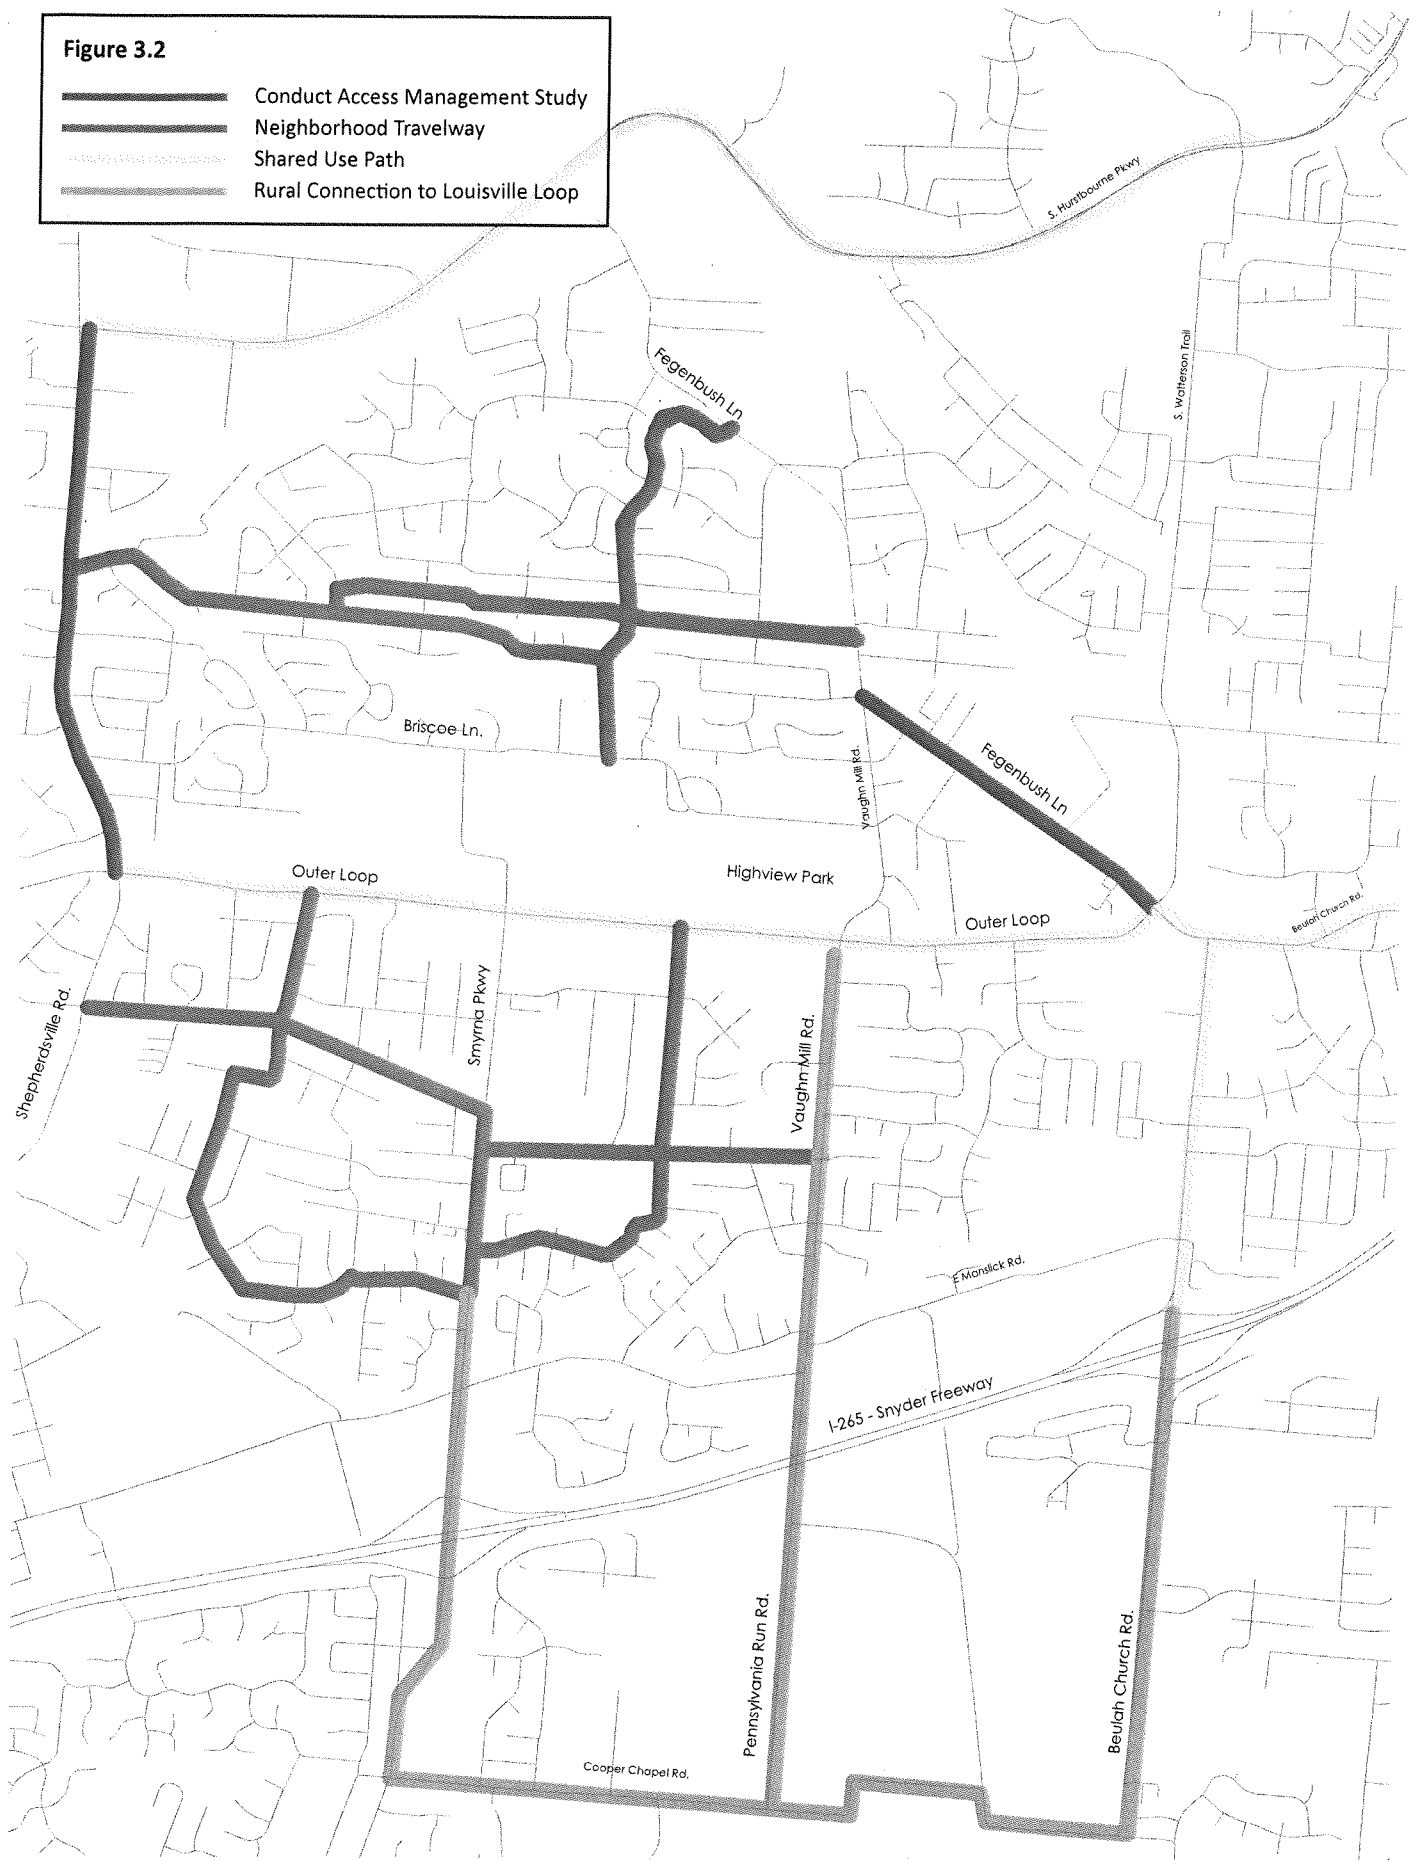 Figure 3.2
Conduct Access Management Study
Neighborhood Travelway
Shared Use Path
Rural Connection to Louisville Loop
S. Hurstbourne Pkwy
S. Watterson Trail
Fegenbush Ln
Briscoe Ln.
Vaughn Mill Rd.
Fegenbush Ln
Outer Loop
Highview Park
Outer Loop
Beulah Church Rd.
Shepherdsville Rd.
Smyrna Pkwy
Vaughn Mill Rd.
E Manslick Rd.
I-265 - Snyder Freeway
Pennsylvania Run Rd.
Beulah Church Rd.
Cooper Chapel Rd.